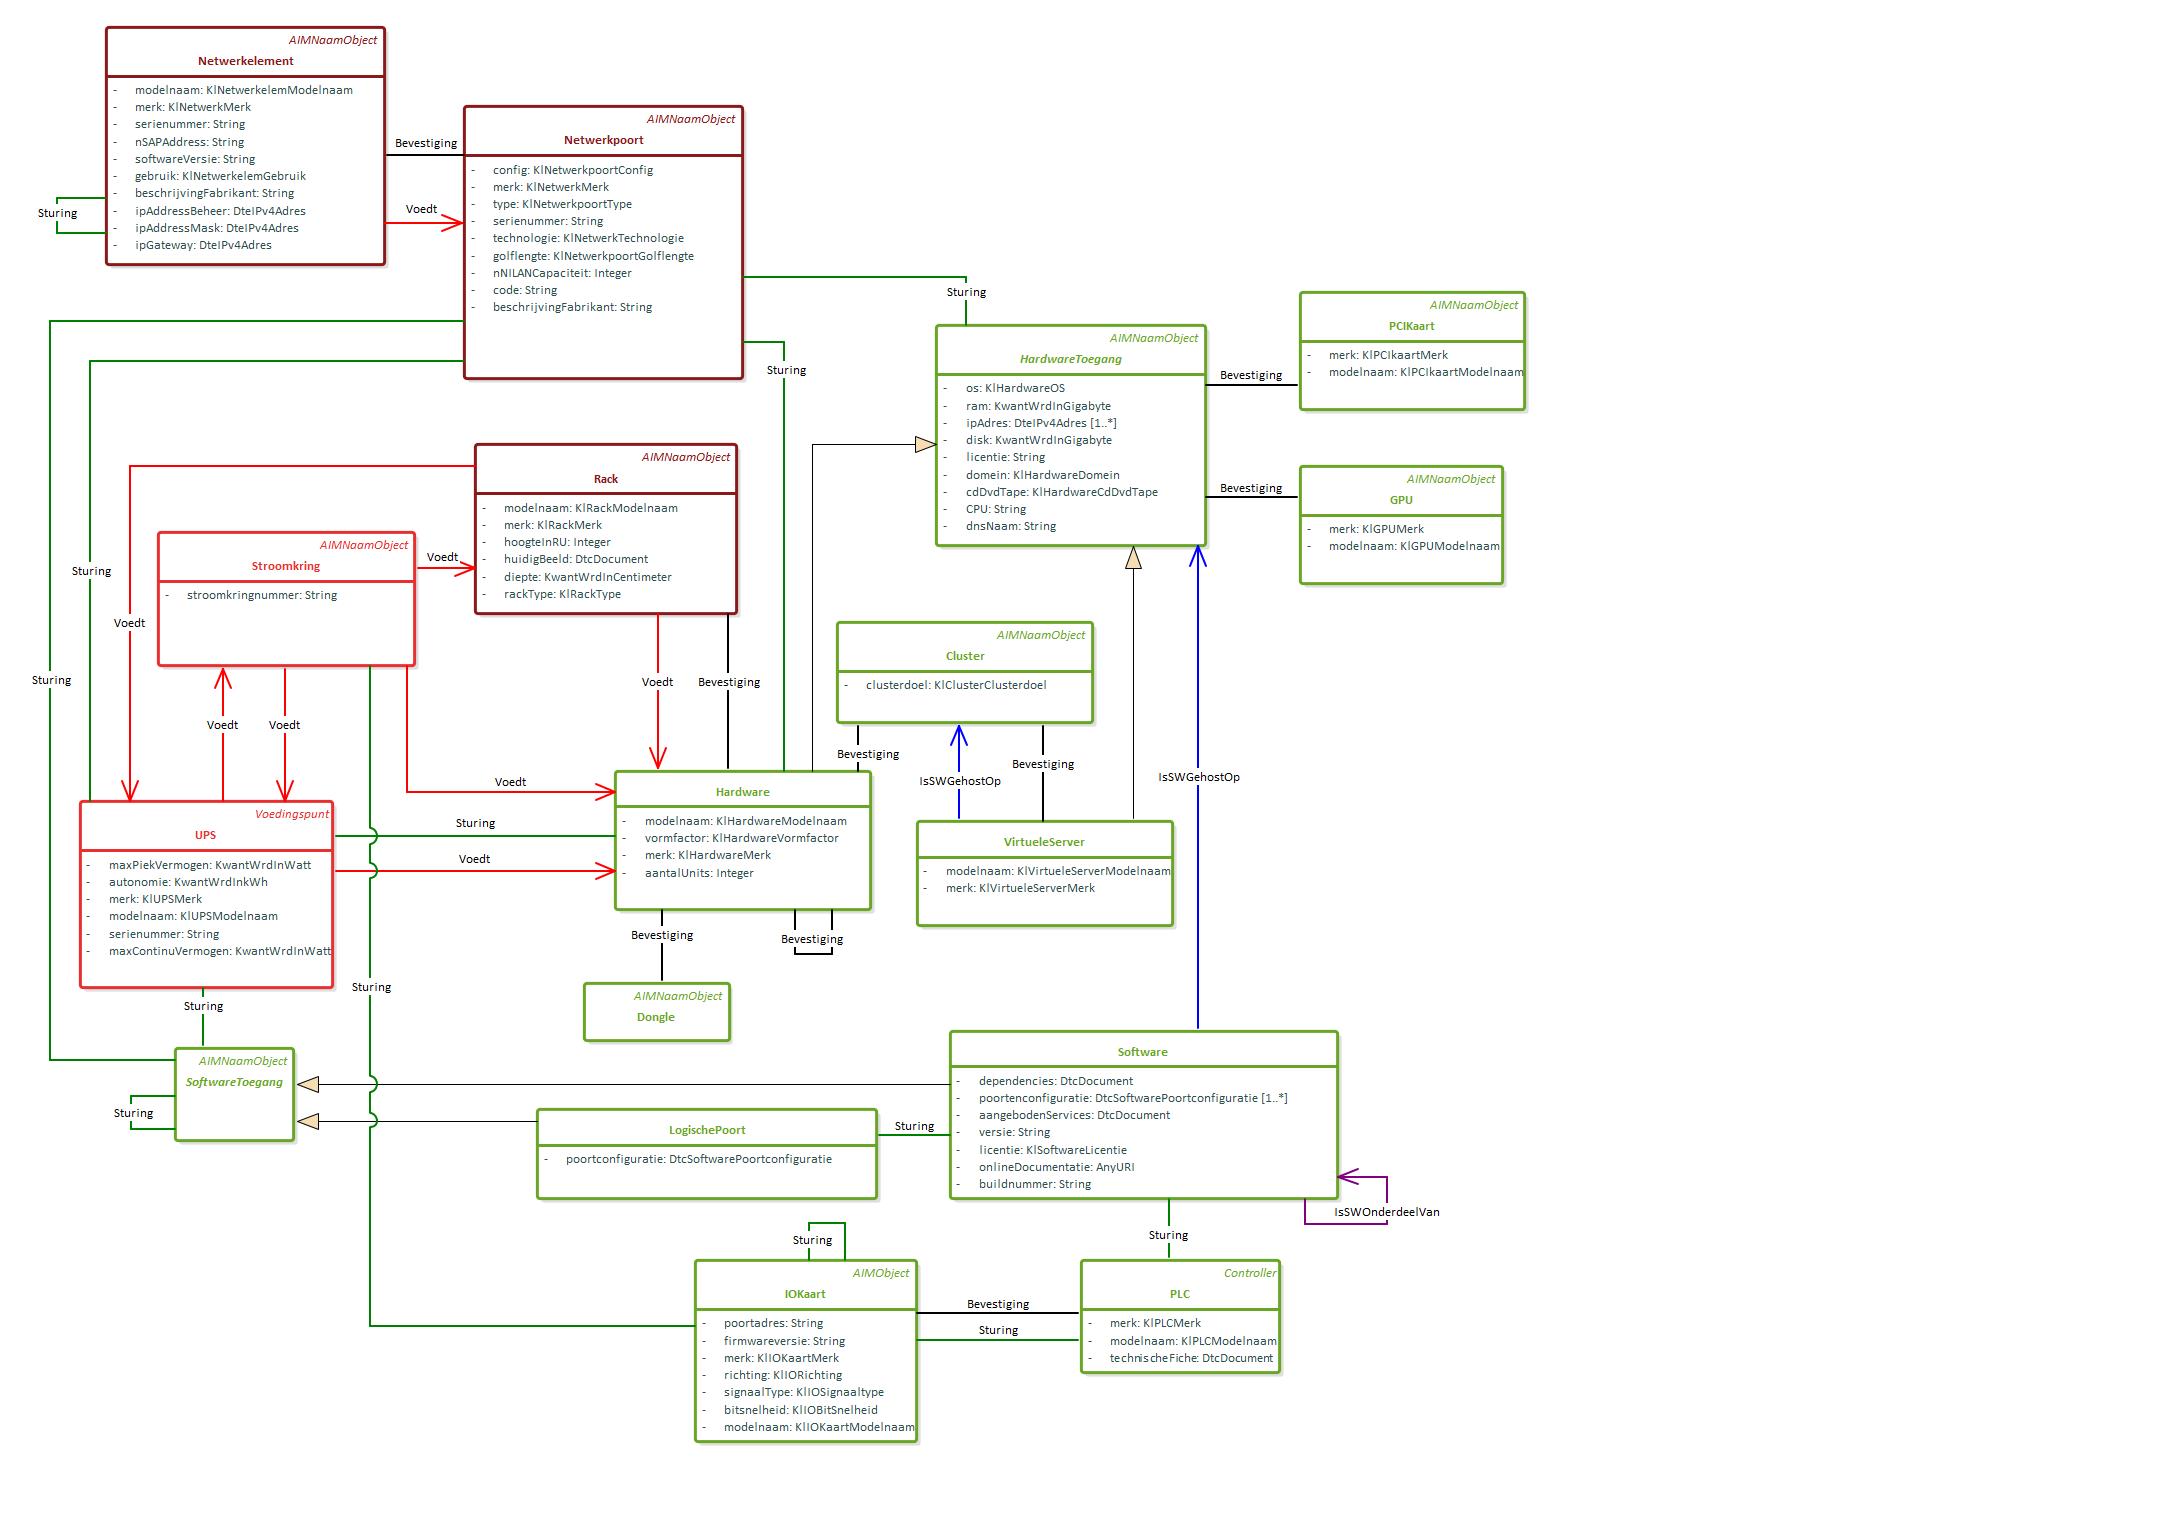 AIMNaamObject
Netwerkelement
- modelnaam: KlNetwerkelemModelnaam
- merk: KlNetwerkMerk
- serienummer: String
- nSAPAddress: String
- softwareVersie: String
- gebruik: KlNetwerkelemGebruik
- beschrijvingFabrikant: String
- ipAddressBeheer: DteIPv4Adres
- ipAddressMask: DteIPv4Adres
- ipGateway: DteIPv4Adres
Sturing
Bevestiging
Voedt
AIMNaamObject
Netwerkpoort
- config: KlNetwerkpoortConfig
- merk: KlNetwerkMerk
- type: KlNetwerkpoortType
- serienummer: String
- technologie: KlNetwerkTechnologie
- golflengte: KlNetwerkpoortGolflengte
- nNILANCapaciteit: Integer
- code: String
- beschrijvingFabrikant: String
Sturing
Sturing
AIMNaamObject
HardwareToegang
- os: KlHardwareOS
- ram: KwantWrdInGigabyte
- ipAdres: DteIPv4Adres [1..*]
- disk: KwantWrdInGigabyte
- licentie: String
- domein: KlHardwareDomein
- cdDvdTape: KlHardwareCdDvdTape
- CPU: String
- dnsNaam: String
Bevestiging
AIMNaamObject
PCIKaart
- merk: KlPCIkaartMerk
- modelnaam: KlPCIkaartModelnaam
Bevestiging
AIMNaamObject
GPU
- merk: KlGPUMerk
- modelnaam: KlGPUModelnaam
AIMNaamObject
Rack
- modelnaam: KlRackModelnaam
- merk: KlRackMerk
- hoogteInRU: Integer
- huidigBeeld: DtcDocument
- diepte: KwantWrdInCentimeter
- rackType: KlRackType
AIMNaamObject
Stroomkring
- stroomkringnummer: String
Voedt
Sturing
Voedt
Sturing
Voedt
Voedt
Voedt
Bevestiging
Voedt
AIMNaamObject
Cluster
- clusterdoel: KlClusterClusterdoel
Bevestiging
IsSWGehostOp
Bevestiging
IsSWGehostOp
Voedingspunt
UPS
- maxPiekVermogen: KwantWrdInWatt
- autonomie: KwantWrdInkWh
- merk: KlUPSMerk
- modelnaam: KlUPSModelnaam
- serienummer: String
- maxContinuVermogen: KwantWrdInWatt
Sturing
Voedt
Hardware
- modelnaam: KlHardwareModelnaam
- vormfactor: KlHardwareVormfactor
- merk: KlHardwareMerk
- aantalUnits: Integer
VirtueleServer
- modelnaam: KlVirtueleServerModelnaam
- merk: KlVirtueleServerMerk
Bevestiging
Bevestiging
Sturing
Sturing
AIMNaamObject
Dongle
AIMNaamObject
SoftwareToegang
Sturing
Software
- dependencies: DtcDocument
- poortenconfiguratie: DtcSoftwarePoortconfiguratie [1..*]
- aangebodenServices: DtcDocument
- versie: String
- licentie: KlSoftwareLicentie
- onlineDocumentatie: AnyURI
- buildnummer: String
LogischePoort
- poortconfiguratie: DtcSoftwarePoortconfiguratie
Sturing
IsSWOnderdeelVan
Sturing
Sturing
AIMObject
IOKaart
- poortadres: String
- firmwareversie: String
- merk: KlIOKaartMerk
- richting: KlIORichting
- signaalType: KlIOSignaaltype
- bitsnelheid: KlIOBitSnelheid
- modelnaam: KlIOKaartModelnaam
Bevestiging
Sturing
Controller
PLC
- merk: KlPLCMerk
- modelnaam: KlPLCModelnaam
- technischeFiche: DtcDocument